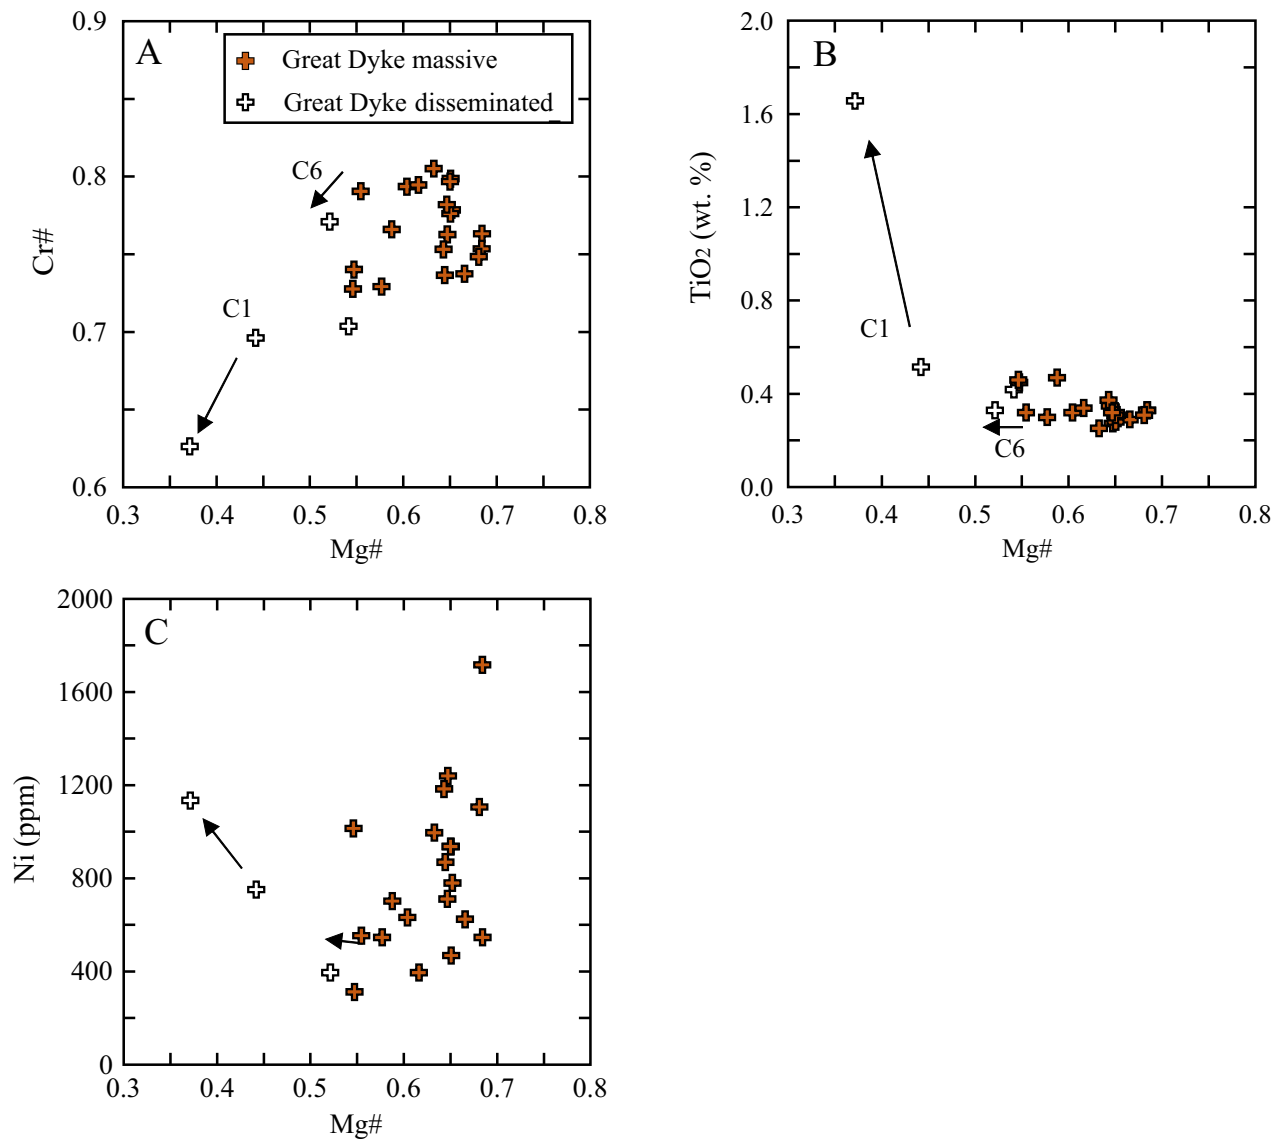 A
Great Dyke massive
Great Dyke disseminated
C6
C1
0.9
0.8
0.7
0.6
0.3 0.4 0.5 0.6 0.7 0.8
Cr#
Mg#
B
C1
C6
2.0
1.6
1.2
0.8
0.4
0.0
0.3 0.4 0.5 0.6 0.7 0.8
TiO2 (wt. %)
Mg#
C
2000
1600
1200
800
400
0
0.3 0.4 0.5 0.6 0.7 0.8
Ni (ppm)
Mg#